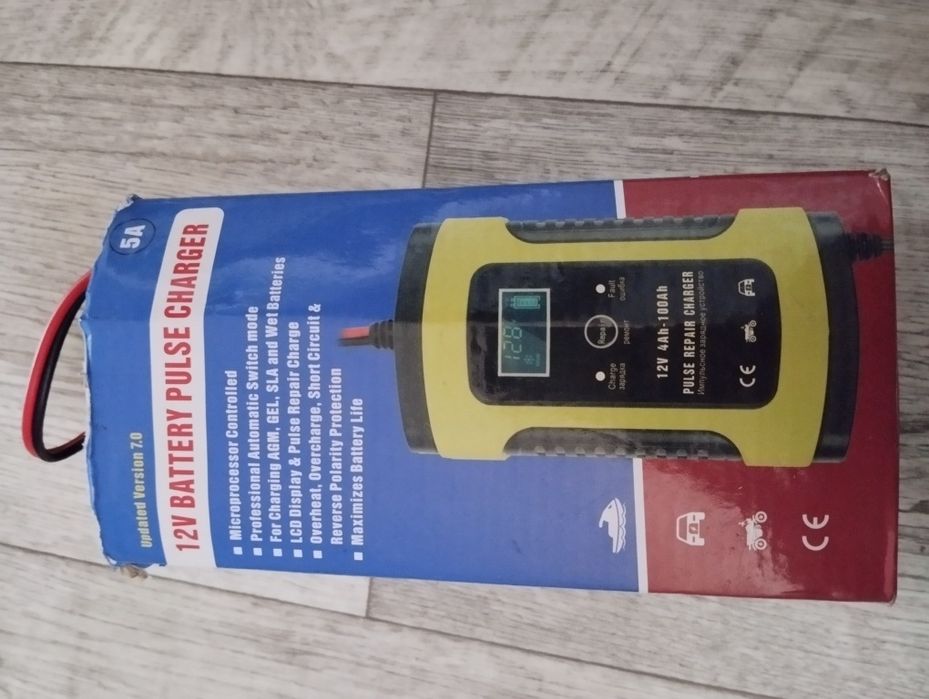 5A
Updated Version 7.0
12V BATTERY PULSE CHARGER
■ Microprocessor Controlled
■ Professional Automatic Switch mode
■ For Charging AGM, GEL, SLA and Wet Batteries
■ LCD Display & Pulse Repair Charge
■ Overheat, Overcharge, Short Circuit &
Reverse Polarity Protection
■ Maximizes Battery Life
Charge
зарядка
Repair
ремонт
Fault
ошибка
12V 4Ah-100Ah
PULSE REPAIR CHARGER
Импульсное зарядное устройство
CE
CE